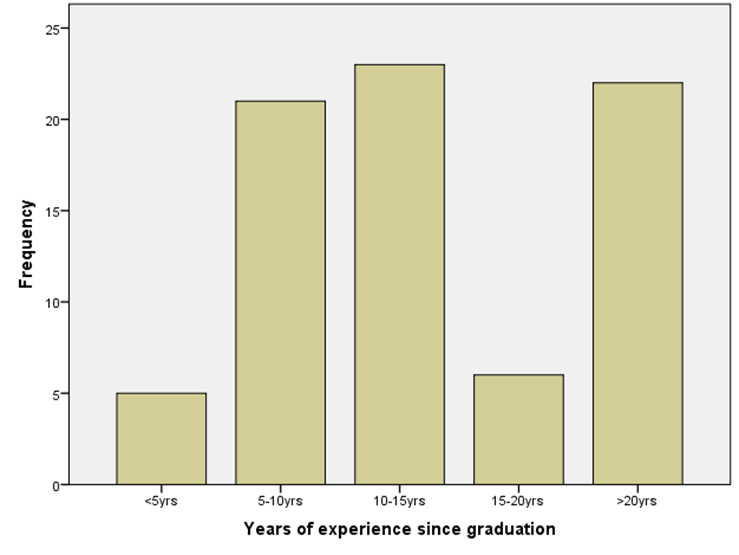 25
20
15
10
5
0
Frequency
<5yrs
5-10yrs
10-15yrs
15-20yrs
>20yrs
Years of experience since graduation